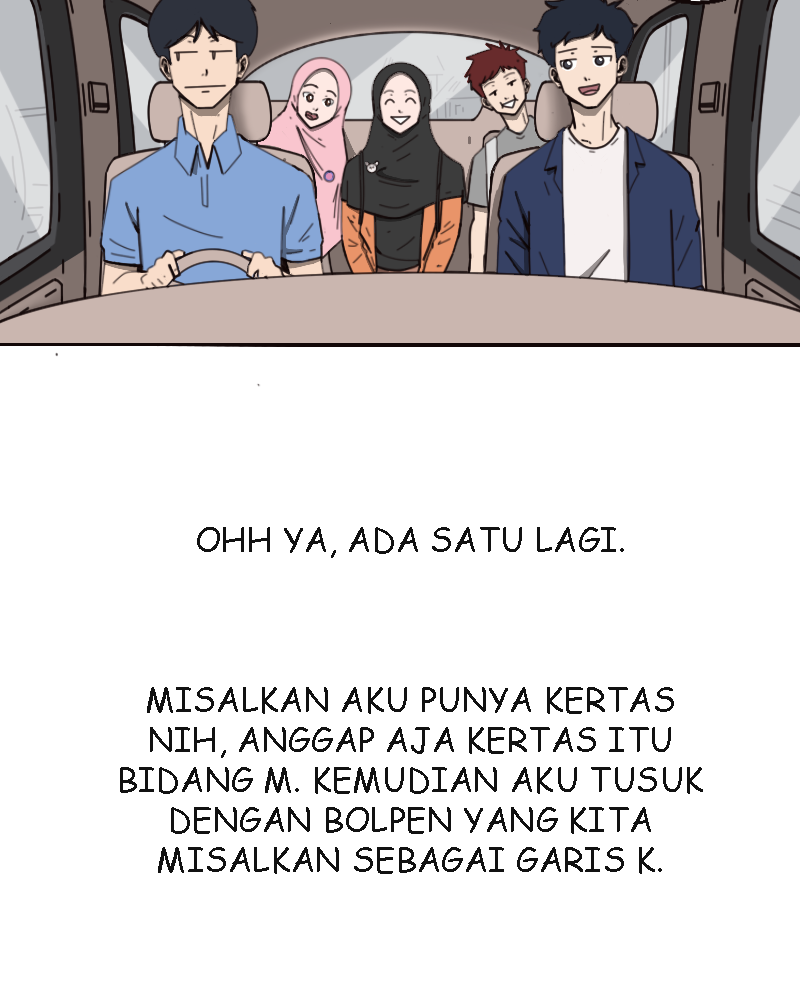 OHH YA, ADA SATU LAGI.
MISALKAN AKU PUNYA KERTAS
NIH, ANGGAP AJA KERTAS ITU
BIDANG M. KEMUDIAN AKU TUSUK
DENGAN BOLPEN YANG KITA
MISALKAN SEBAGAI GARIS K.